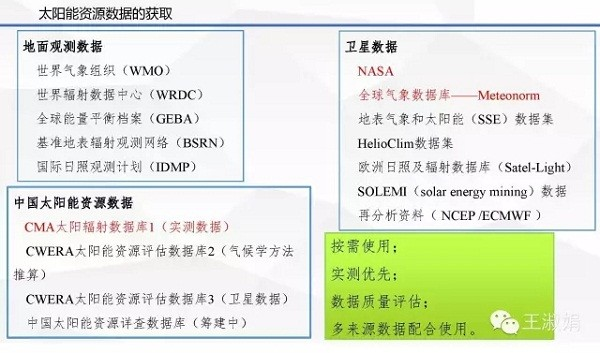 太阳能资源数据的获取
地面观测数据
世界气象组织（WMO）
世界辐射数据中心（WRDC）
全球能量平衡档案（GEBA）
基准地表辐射观测网络（BSRN）
国际日照观测计划（IDMP）
卫星数据
NASA
全球气象数据库——Meteonorm
地表气象和太阳能（SSE）数据集
HelioClim数据集
欧洲日照及辐射数据库（Satel-Light）
SOLEMI（solar energy mining）数据
再分析资料（ NCEP /ECMWF ）
中国太阳能资源数据
CMA太阳辐射数据库1（实测数据）
CWERA太阳能资源评估数据库2（气候学方法
推算）
CWERA太阳能资源评估数据库3（卫星数据）
中国太阳能资源详查数据库（筹建中）
按需使用；
实测优先；
数据质量评估；
多来源数据配合使用。
王淑娟